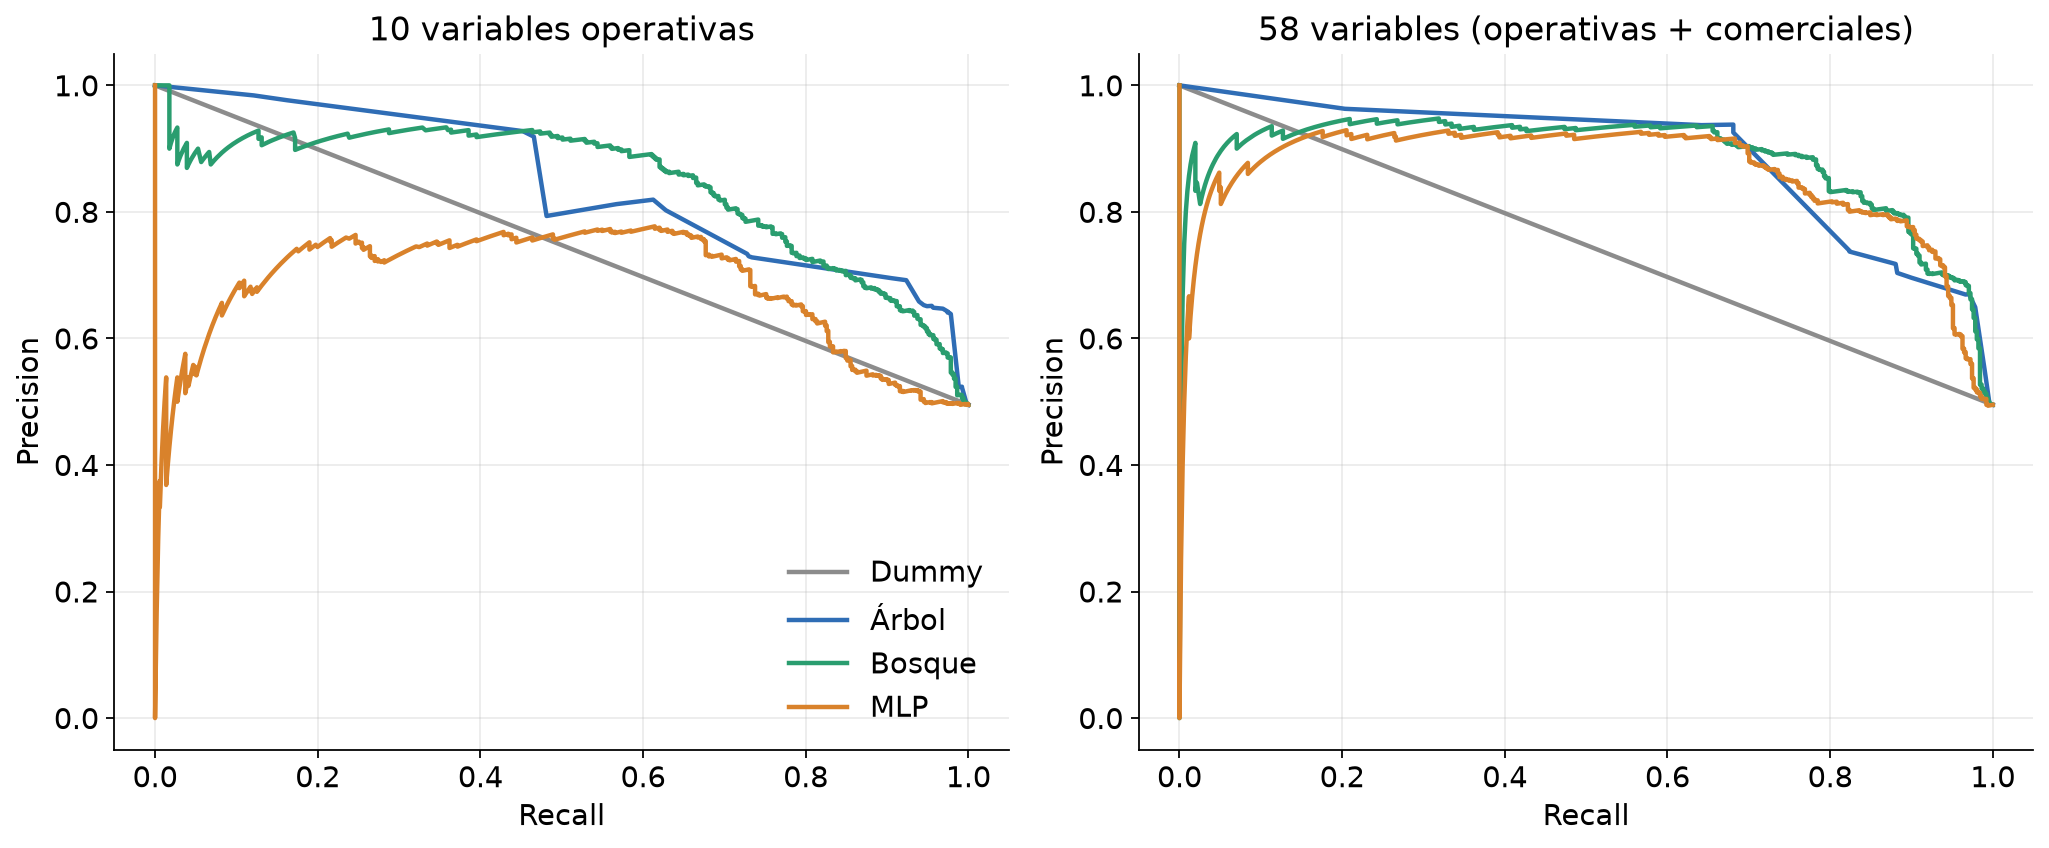 10 variables operativas
Precision
1.0
0.8
0.6
0.4
0.2
0.0
Dummy
Árbol
Bosque
MLP
0.0 0.2 0.4 0.6 0.8 1.0
Recall
58 variables (operativas + comerciales)
Precision
1.0
0.8
0.6
0.4
0.2
0.0
0.0 0.2 0.4 0.6 0.8 1.0
Recall